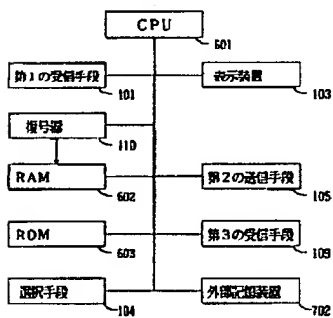 CPU
601
第1の受信手段
101
表示装置
103
復号器
110
RAM
602
第2の送信手段
105
ROM
603
第3の受信手段
109
選択手段
104
外部記憶装置
702